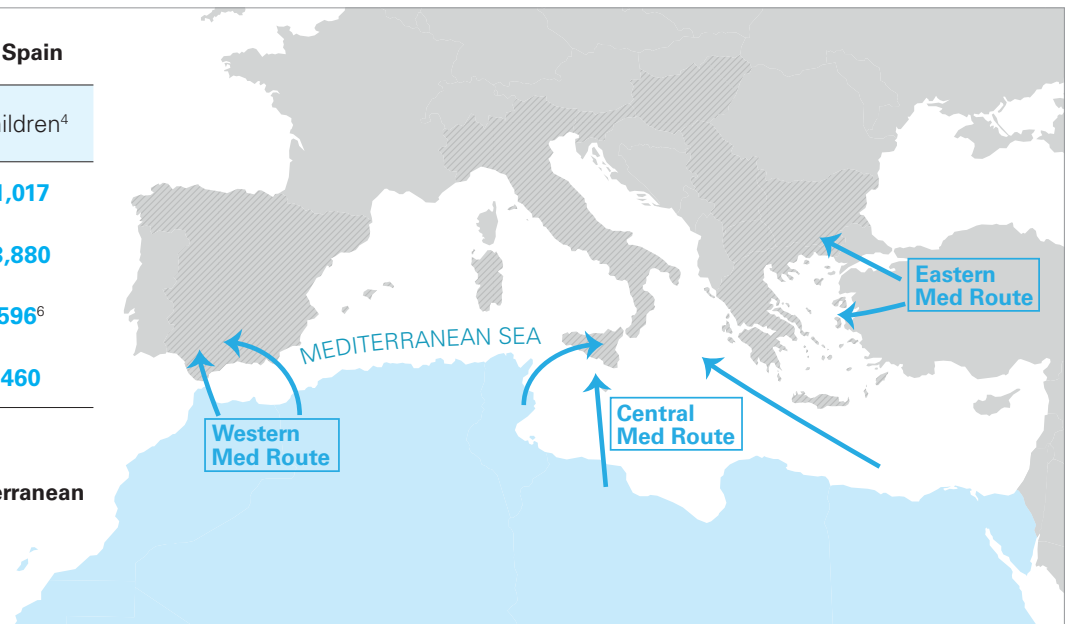 Spain
ildren4
,017
,880
5966
460
erranean
MEDITERRANEAN SEA
Eastern
Med Route
Central
Med Route
Western
Med Route